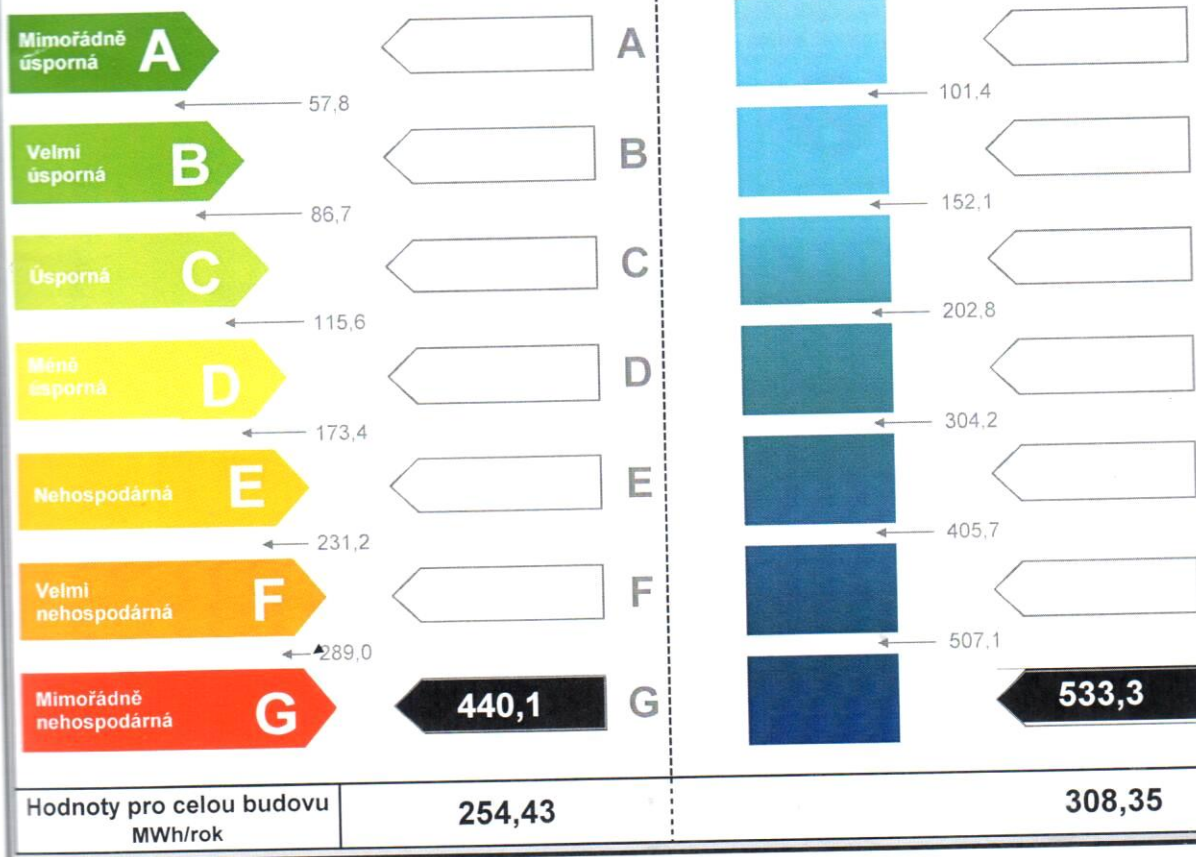 Mimořádně
úsporná
A
A
57,8
101,4
Velmi
úsporná
B
B
86,7
152,1
Úsporná
C
C
115,6
202,8
Méně
úsporná
D
D
173,4
304,2
Nehospodárná
E
E
231,2
405,7
Velmi
nehospodárná
F
F
289,0
507,1
Mimořádně
nehospodárná
G
440,1
G
533,3
Hodnoty pro celou budovu
MWh/rok
254,43
308,35